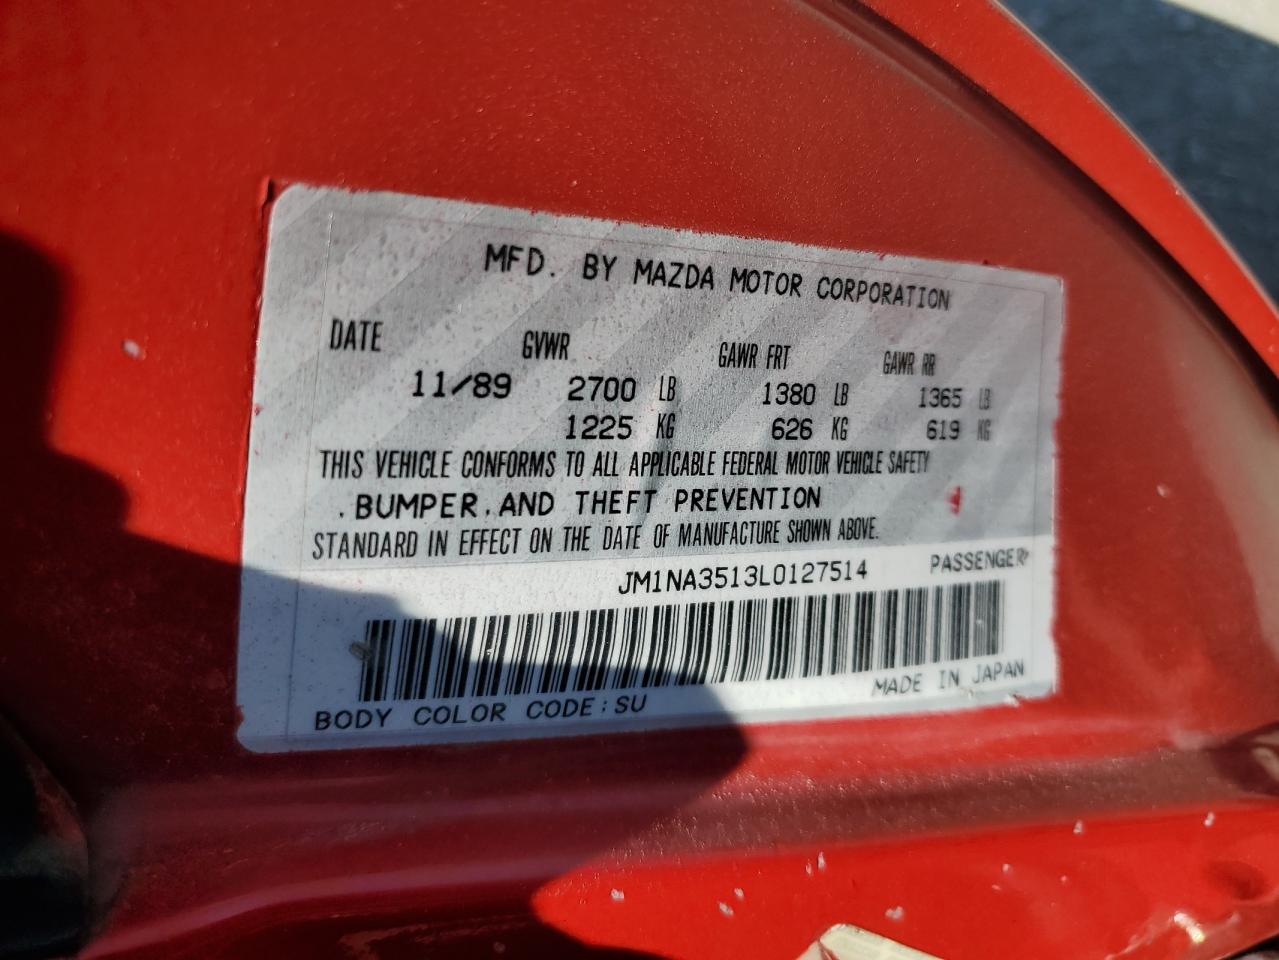 MFD. BY MAZDA MOTOR CORPORATION
DATE GVWR GAWR FRT GAWR RR
11/89 2700 LB 1380 LB 1365 LB
1225 KG 626 KG 619 KG
THIS VEHICLE CONFORMS TO ALL APPLICABLE FEDERAL MOTOR VEHICLE SAFETY
.BUMPER.AND THEFT PREVENTION
STANDARD IN EFFECT ON THE DATE OF MANUFACTURE SHOWN ABOVE.
JM1NA3513L0127514 PASSENGER
BODY COLOR CODE:SU MADE IN JAPAN